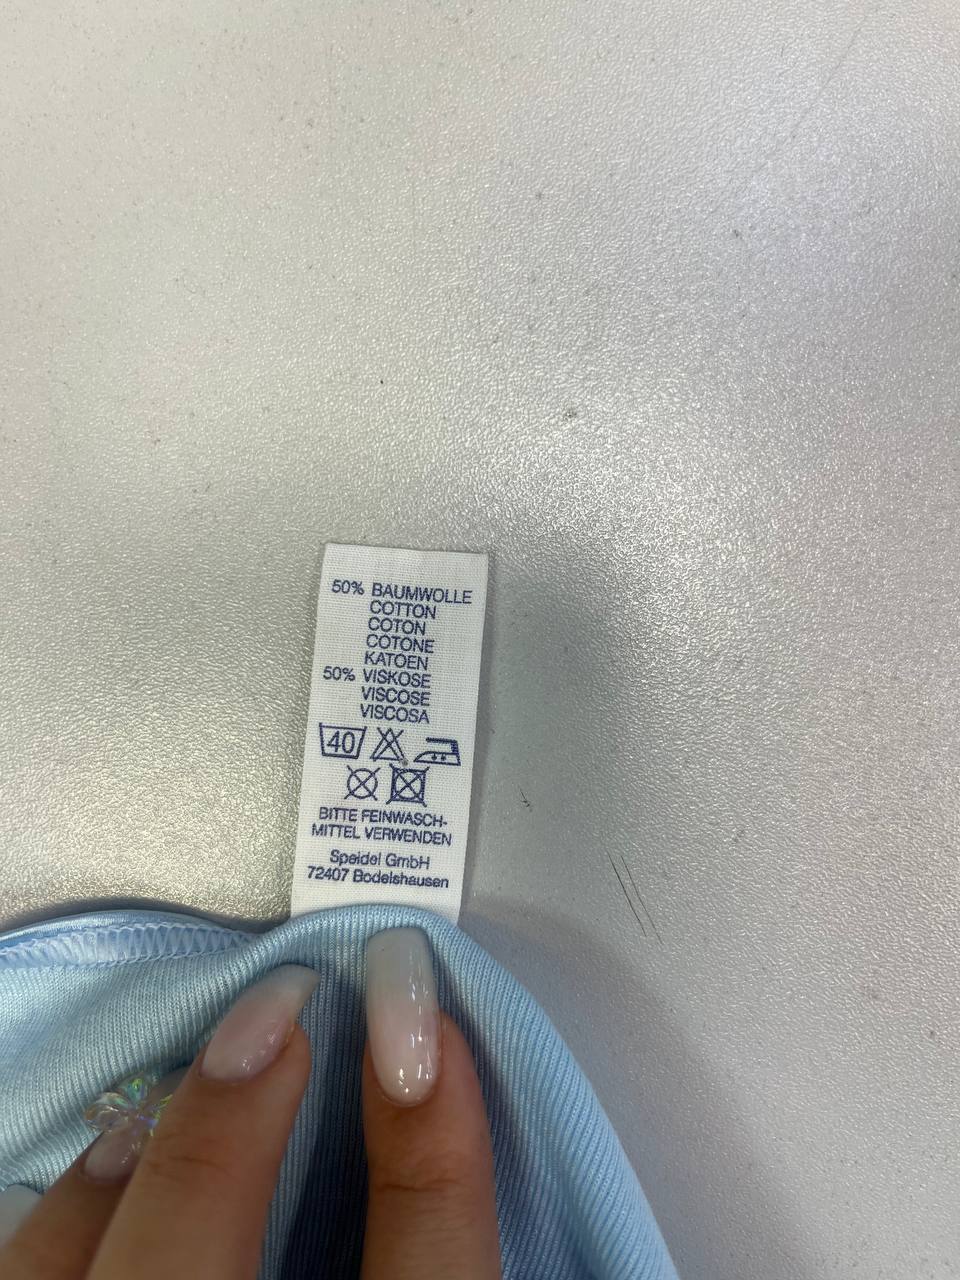 50% BAUMWOLLE
COTTON
COTON
COTONE
KATOEN
50% VISKOSE
VISCOSE
VISCOSA
40
BITTE FEINWASCH-
MITTEL VERWENDEN
Speidel GmbH
72407 Bodelshausen